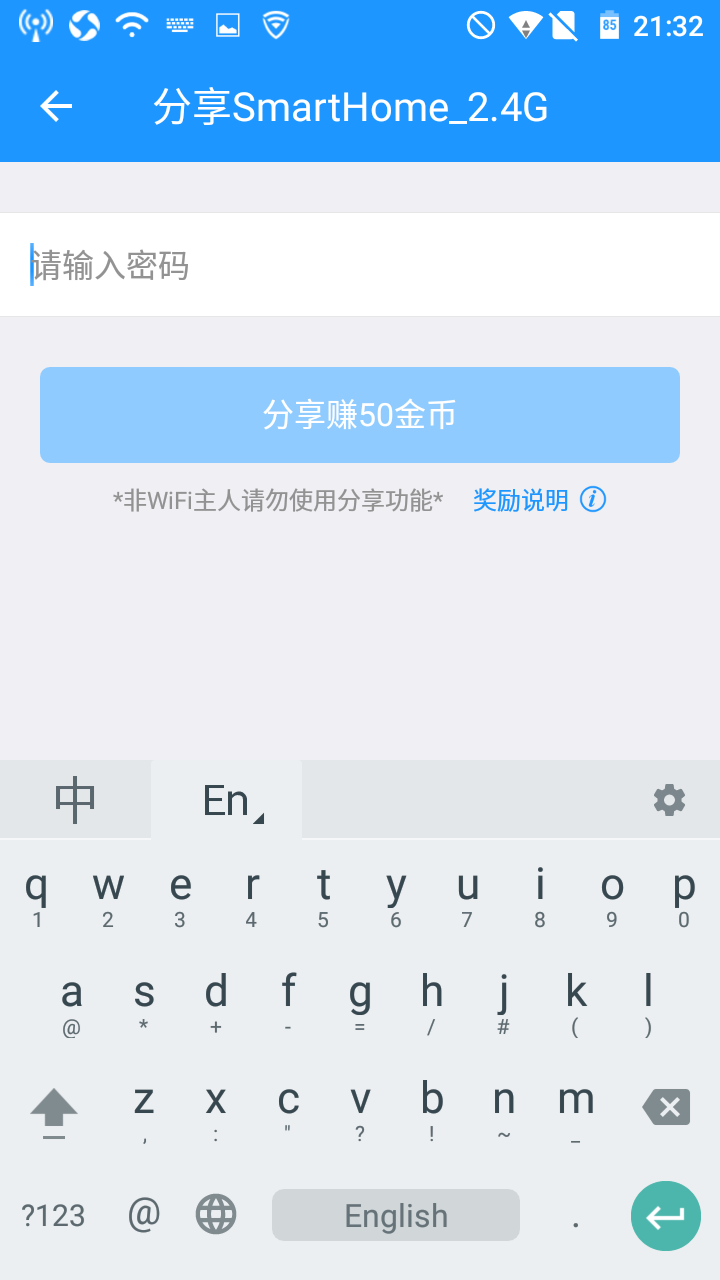 85 21:32
分享SmartHome_2.4G
请输入密码
分享赚50金币
*非WiFi主人请勿使用分享功能* 奖励说明 i
中 En
q w e r t y u i o p
1 2 3 4 5 6 7 8 9 0
a s d f g h j k l
@ * + - = / # ( )
z x c v b n m
, : " ? ! ~ _
?123 @ English .